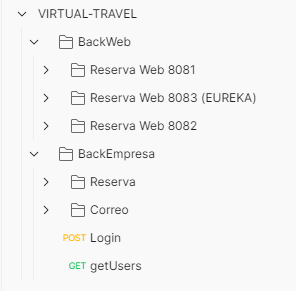 VIRTUAL-TRAVEL
BackWeb
Reserva Web 8081
Reserva Web 8083 (EUREKA)
Reserva Web 8082
BackEmpresa
Reserva
Correo
POST Login
GET getUsers